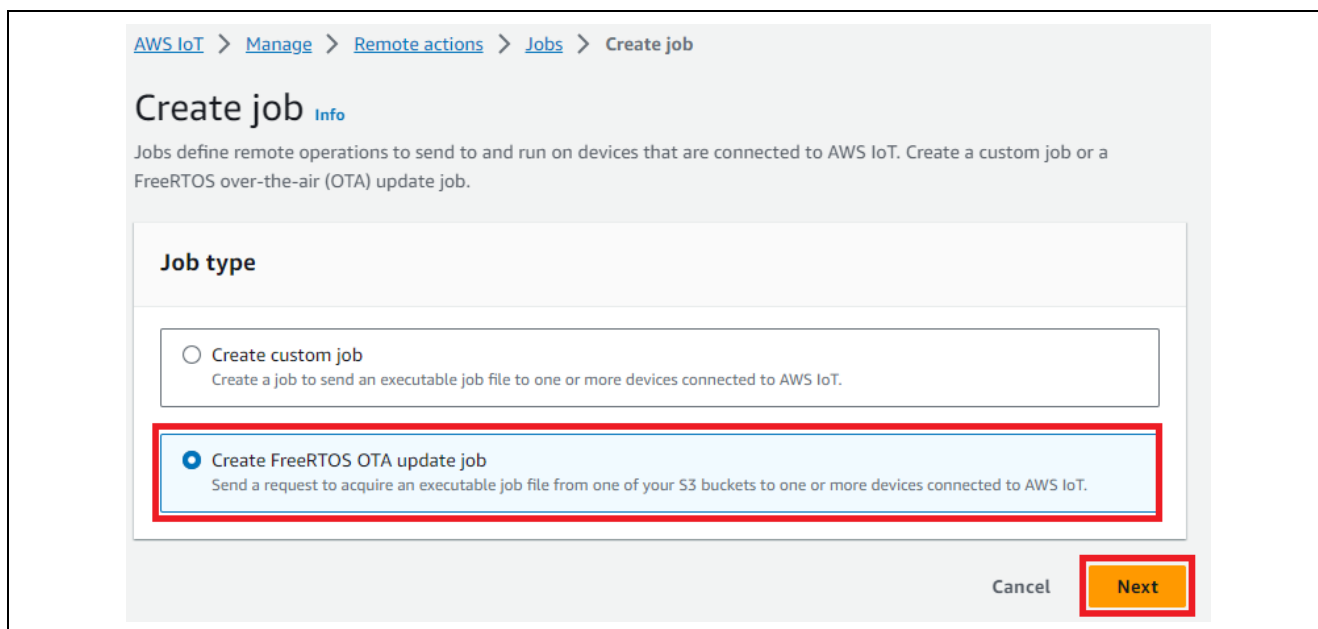 AWS IoT > Manage > Remote actions > Jobs > Create job
Create job Info
Jobs define remote operations to send to and run on devices that are connected to AWS IoT. Create a custom job or a
FreeRTOS over-the-air (OTA) update job.
Job type
Create custom job
Create a job to send an executable job file to one or more devices connected to AWS IoT.
Create FreeRTOS OTA update job
Send a request to acquire an executable job file from one of your S3 buckets to one or more devices connected to AWS IoT.
Cancel Next